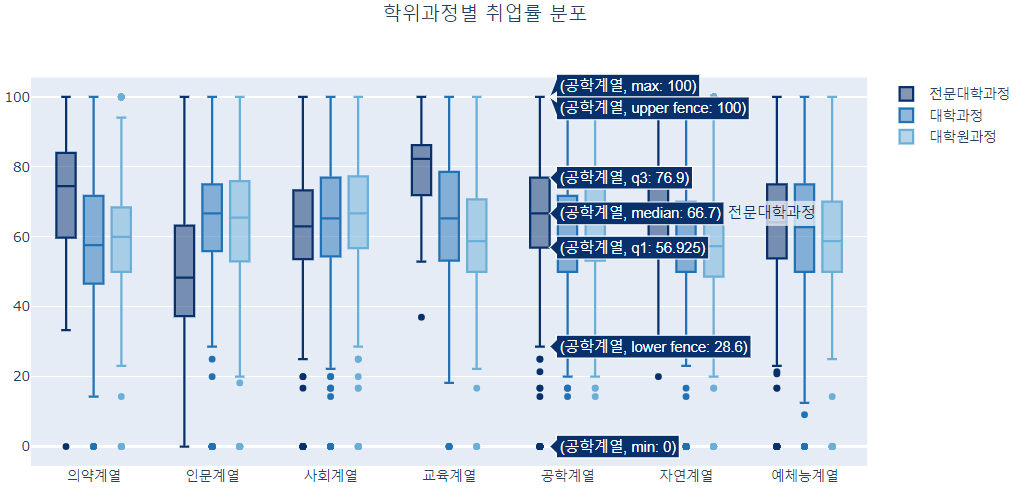 학위과정별 취업률 분포
전문대학과정
대학과정
대학원과정
100
80
60
40
20
0
(공학계열, max: 100)
(공학계열, upper fence: 100)
(공학계열, q3: 76.9)
(공학계열, median: 66.7) 전문대학과정
(공학계열, q1: 56.925)
(공학계열, lower fence: 28.6)
(공학계열, min: 0)
의약계열 인문계열 사회계열 교육계열 공학계열 자연계열 예체능계열